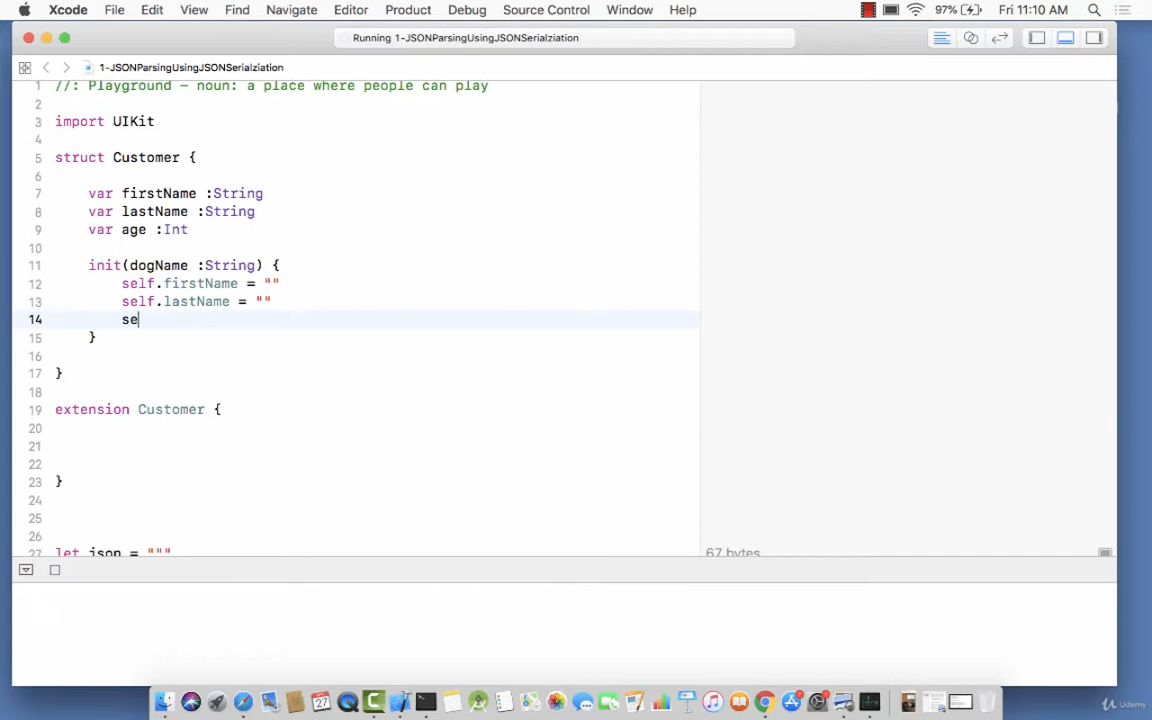 Xcode File Edit View Find Navigate Editor Product Debug Source Control Window Help 97% Fri 11:10 AM
Running 1-JSONParsingUsingJSONSerialziation
1-JSONParsingUsingJSONSerialziation
1 //: Playground - noun: a place where people can play
2
3 import UIKit
4
5 struct Customer {
6
7 var firstName :String
8 var lastName :String
9 var age :Int
10
11 init(dogName :String) {
12 self.firstName = ""
13 self.lastName = ""
14 se
15 }
16
17 }
18
19 extension Customer {
20
21
22
23 }
24
25
26
27 let json = """
67 bytes
27
Udemy